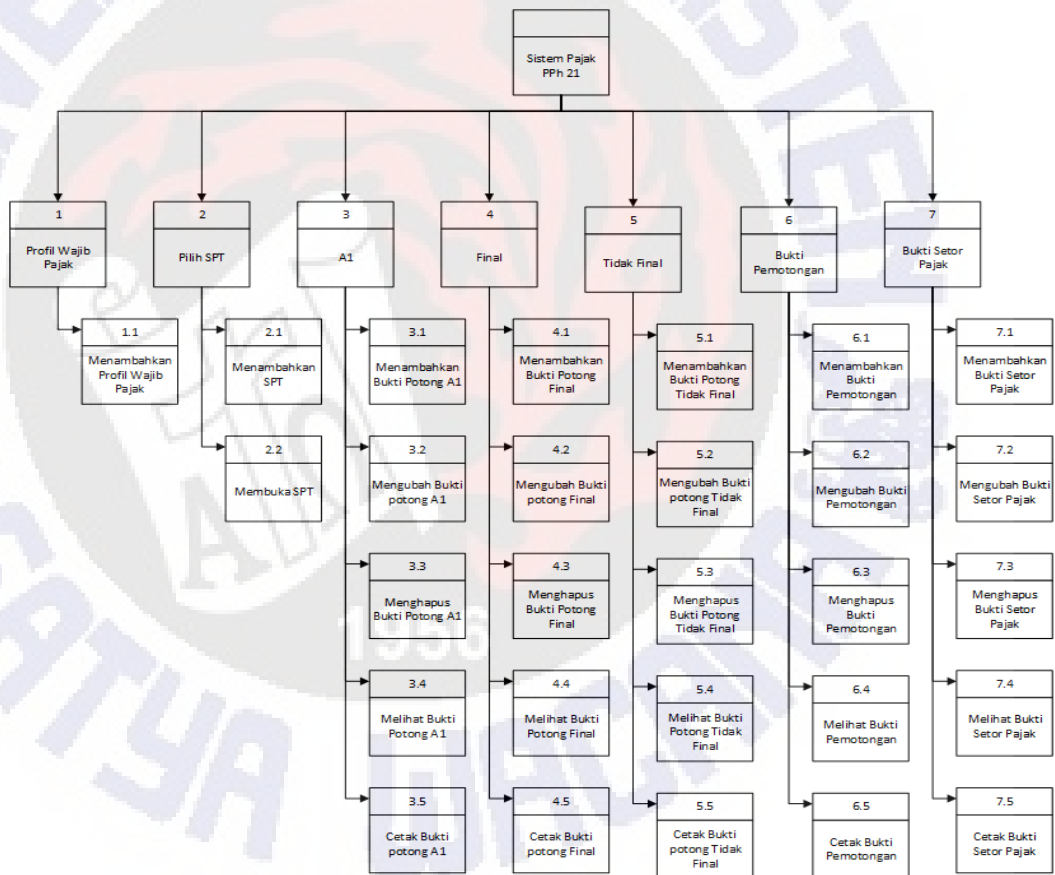 Sistem Pajak
PPh 21
1
Profil Wajib
Pajak
2
Pilih SPT
3
A1
4
Final
5
Tidak Final
6
Bukti
Pemotongan
7
Bukti Setor
Pajak
1.1
Menambahkan
Profil Wajib
Pajak
2.1
Menambahkan
SPT
3.1
Menambahkan
Bukti Potong A1
4.1
Menambahkan
Bukti Potong
Final
5.1
Menambahkan
Bukti Potong
Tidak Final
6.1
Menambahkan
Bukti
Pemotongan
7.1
Menambahkan
Bukti Setor
Pajak
2.2
Membuka SPT
3.2
Mengubah Bukti
potong A1
4.2
Mengubah Bukti
potong Final
5.2
Mengubah Bukti
potong Tidak
Final
6.2
Mengubah Bukti
Pemotongan
7.2
Mengubah Bukti
Setor Pajak
3.3
Menghapus
Bukti Potong A1
4.3
Menghapus
Bukti Potong
Final
5.3
Menghapus
Bukti Potong
Tidak Final
6.3
Menghapus
Bukti
Pemotongan
7.3
Menghapus
Bukti Setor
Pajak
3.4
Melihat Bukti
Potong A1
4.4
Melihat Bukti
Potong Final
5.4
Melihat Bukti
Potong Tidak
Final
6.4
Melihat Bukti
Pemotongan
7.4
Melihat Bukti
Setor Pajak
3.5
Cetak Bukti
potong A1
4.5
Cetak Bukti
potong Final
5.5
Cetak Bukti
potong Tidak
Final
6.5
Cetak Bukti
Pemotongan
7.5
Cetak Bukti
Setor Pajak
1956
SATYA WACANA